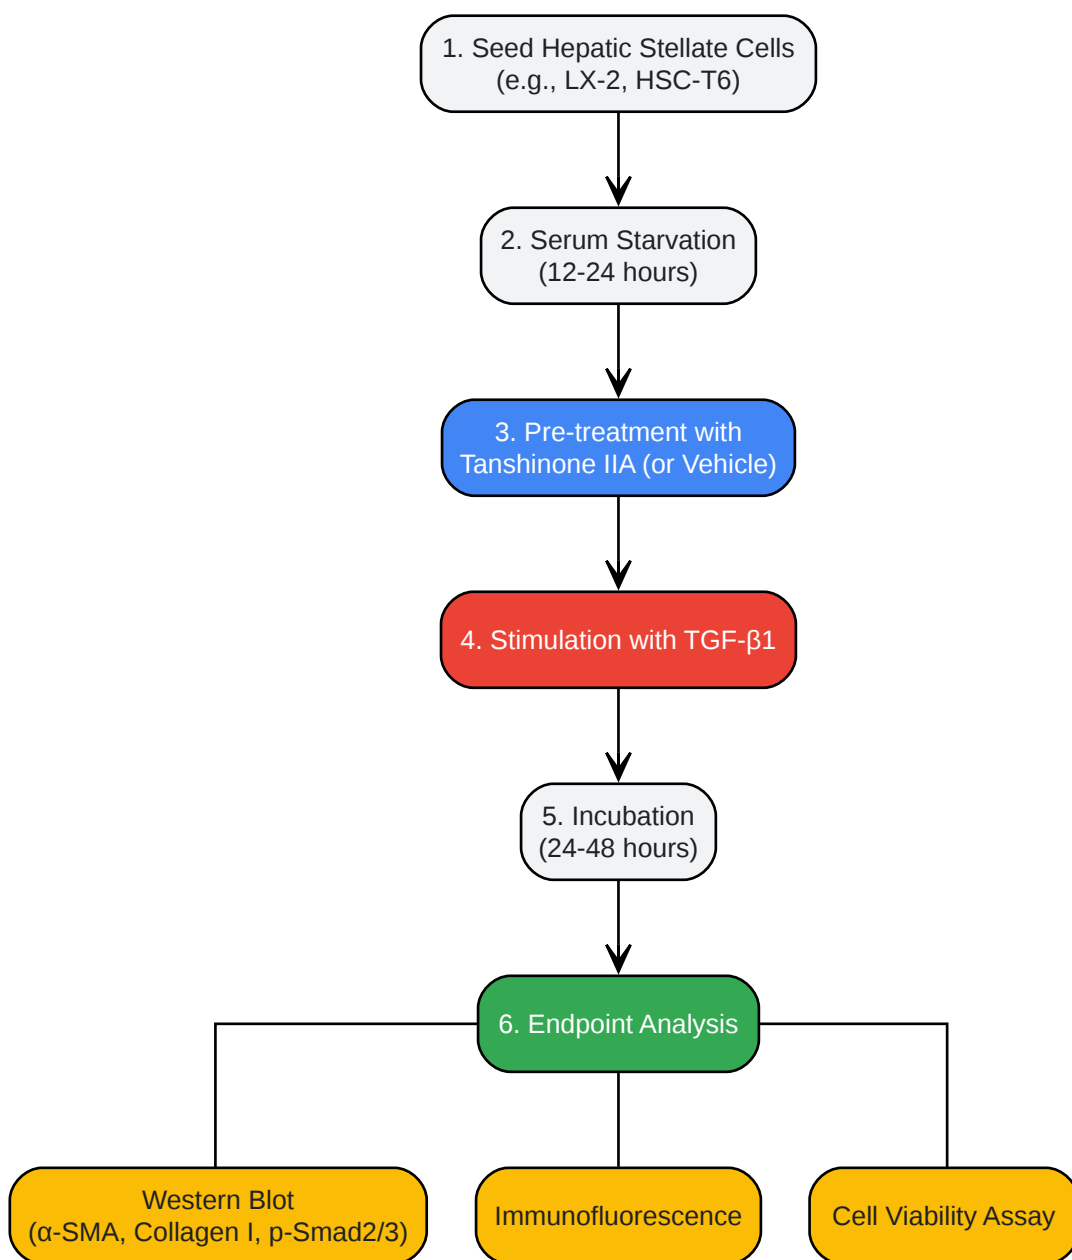 1. Seed Hepatic Stellate Cells
(e.g., LX-2, HSC-T6)
2. Serum Starvation
(12-24 hours)
3. Pre-treatment with
Tanshinone IIA (or Vehicle)
4. Stimulation with TGF-β1
5. Incubation
(24-48 hours)
6. Endpoint Analysis
Western Blot
(α-SMA, Collagen I, p-Smad2/3)
Immunofluorescence
Cell Viability Assay